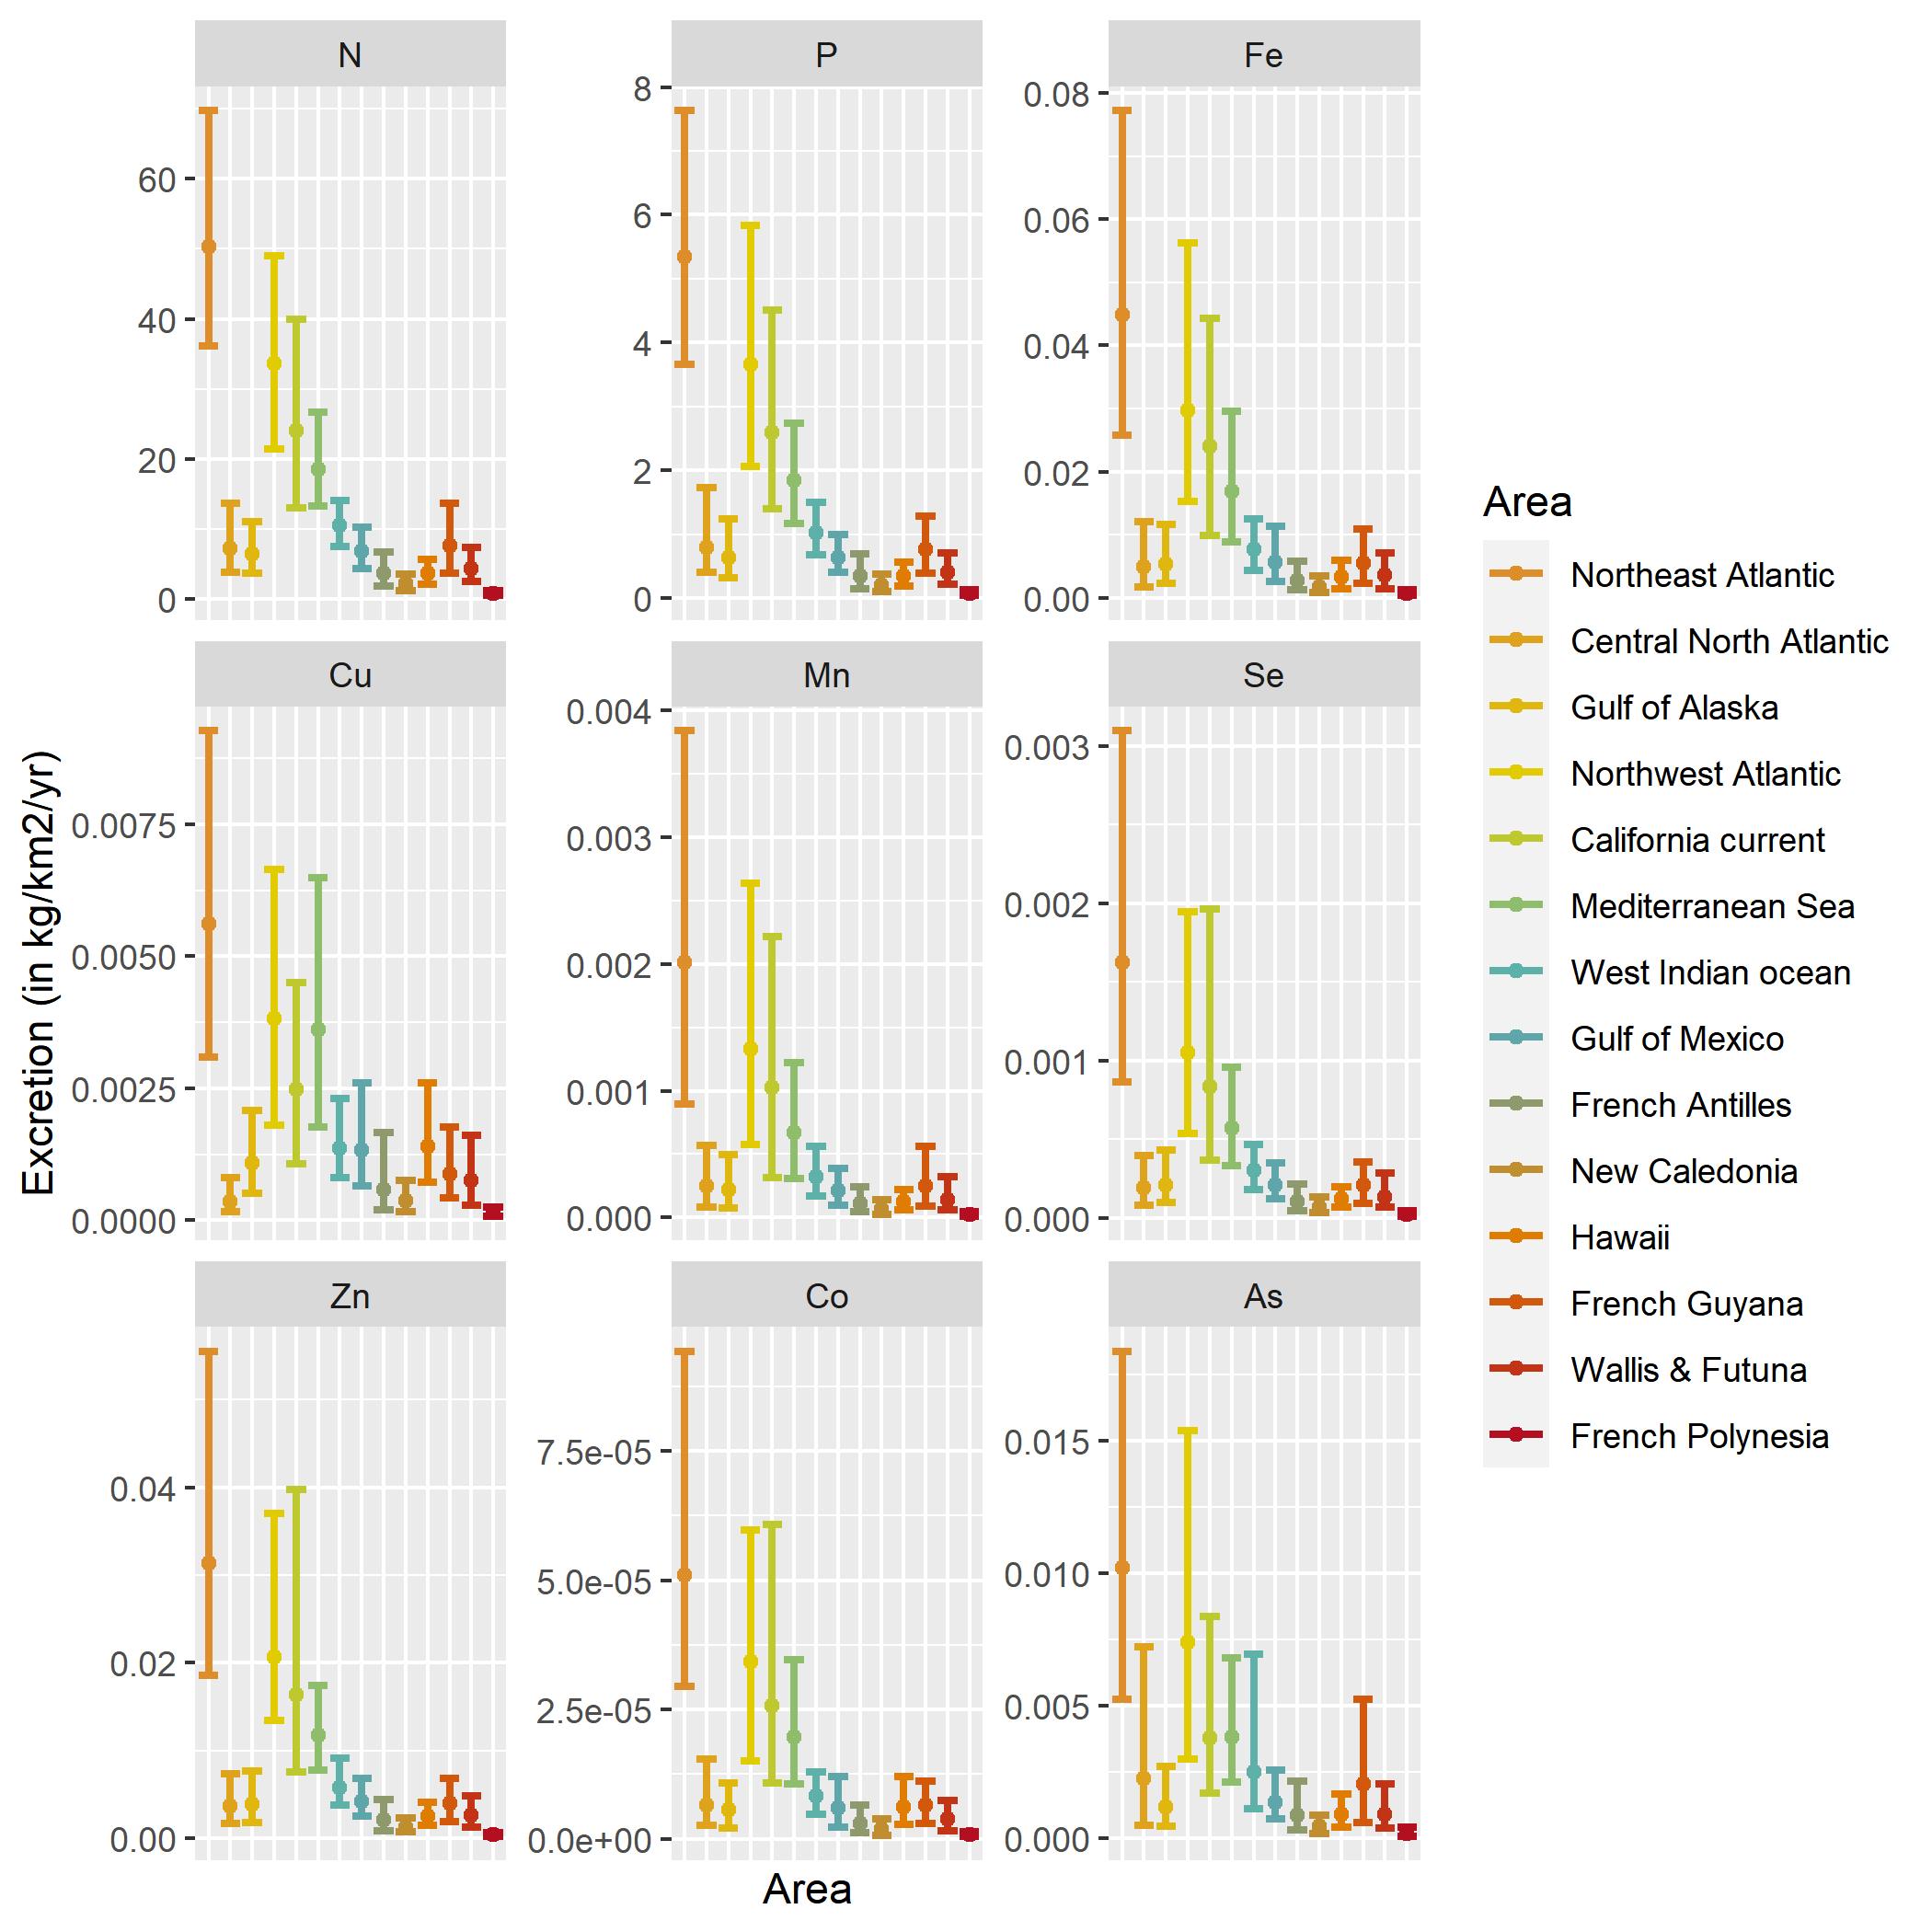 N
P
Fe
60
40
20
0
8
6
4
2
0
0.08
0.06
0.04
0.02
0.00
Cu
Mn
Se
0.0075
0.0050
0.0025
0.0000
0.004
0.003
0.002
0.001
0.000
0.003
0.002
0.001
0.000
Zn
Co
As
0.04
0.02
0.00
7.5e-05
5.0e-05
2.5e-05
0.0e+00
0.015
0.010
0.005
0.000
Excretion (in kg/km2/yr)
Area
Area
Northeast Atlantic
Central North Atlantic
Gulf of Alaska
Northwest Atlantic
California current
Mediterranean Sea
West Indian ocean
Gulf of Mexico
French Antilles
New Caledonia
Hawaii
French Guyana
Wallis & Futuna
French Polynesia